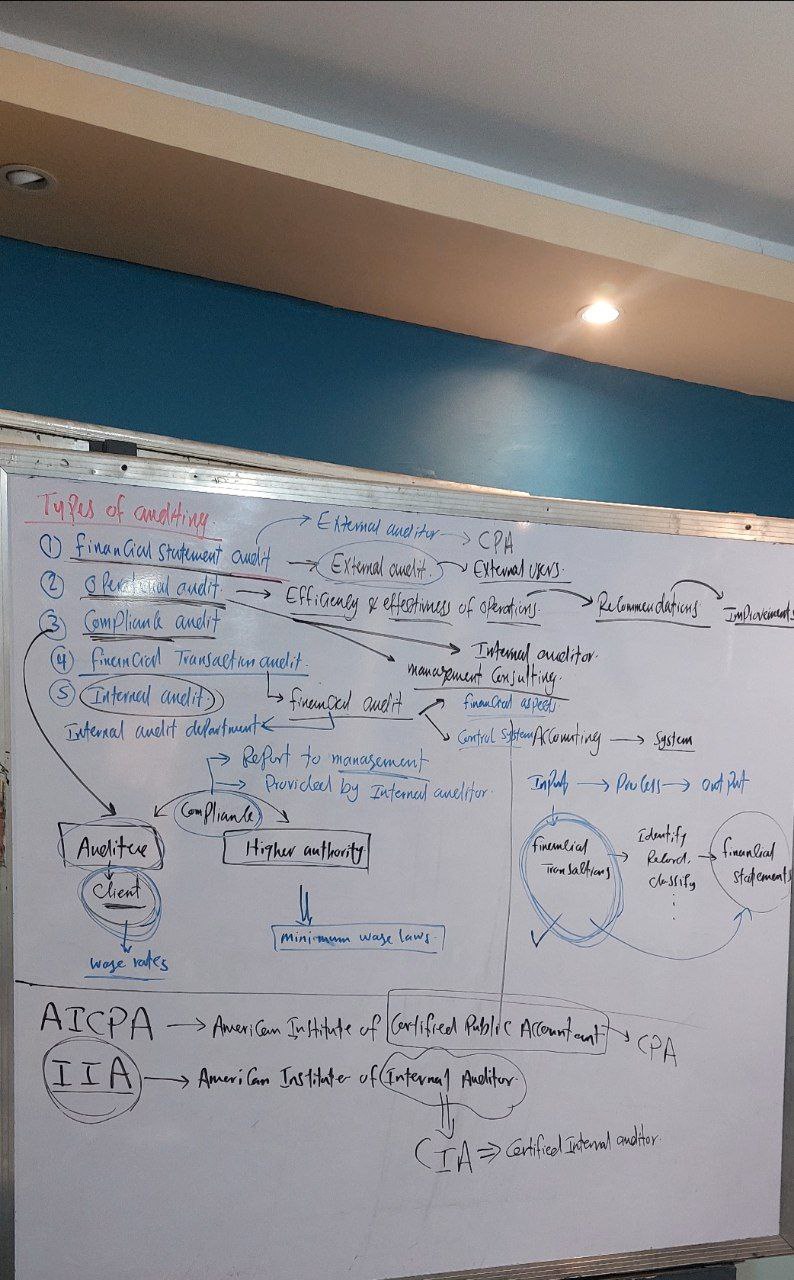 Types of auditing.
→ External auditor → CPA
① financial statement audit → External audit. → External users.
② operational audit. → Efficiency & effectiveness of operations. → Recommendations → Improvements
③ Compliance audit
Internal auditor.
④ financial Transaction audit. management Consulting.
⑤ Internal audit. → financial audit financial aspects
Internal audit department Control System Accounting → System
→ Report to management
→ Provided by Internal auditor.
Input → Process → output
Compliance
Auditee Higher authority
Client
wage rates
minimum wage laws.
financial Transactions → Identify Record. classify → financial statements
AICPA → American Institute of Certified Public Accountant → CPA
IIA → American Institute of Internal Auditor.
CIA ⇒ Certified Internal auditor.